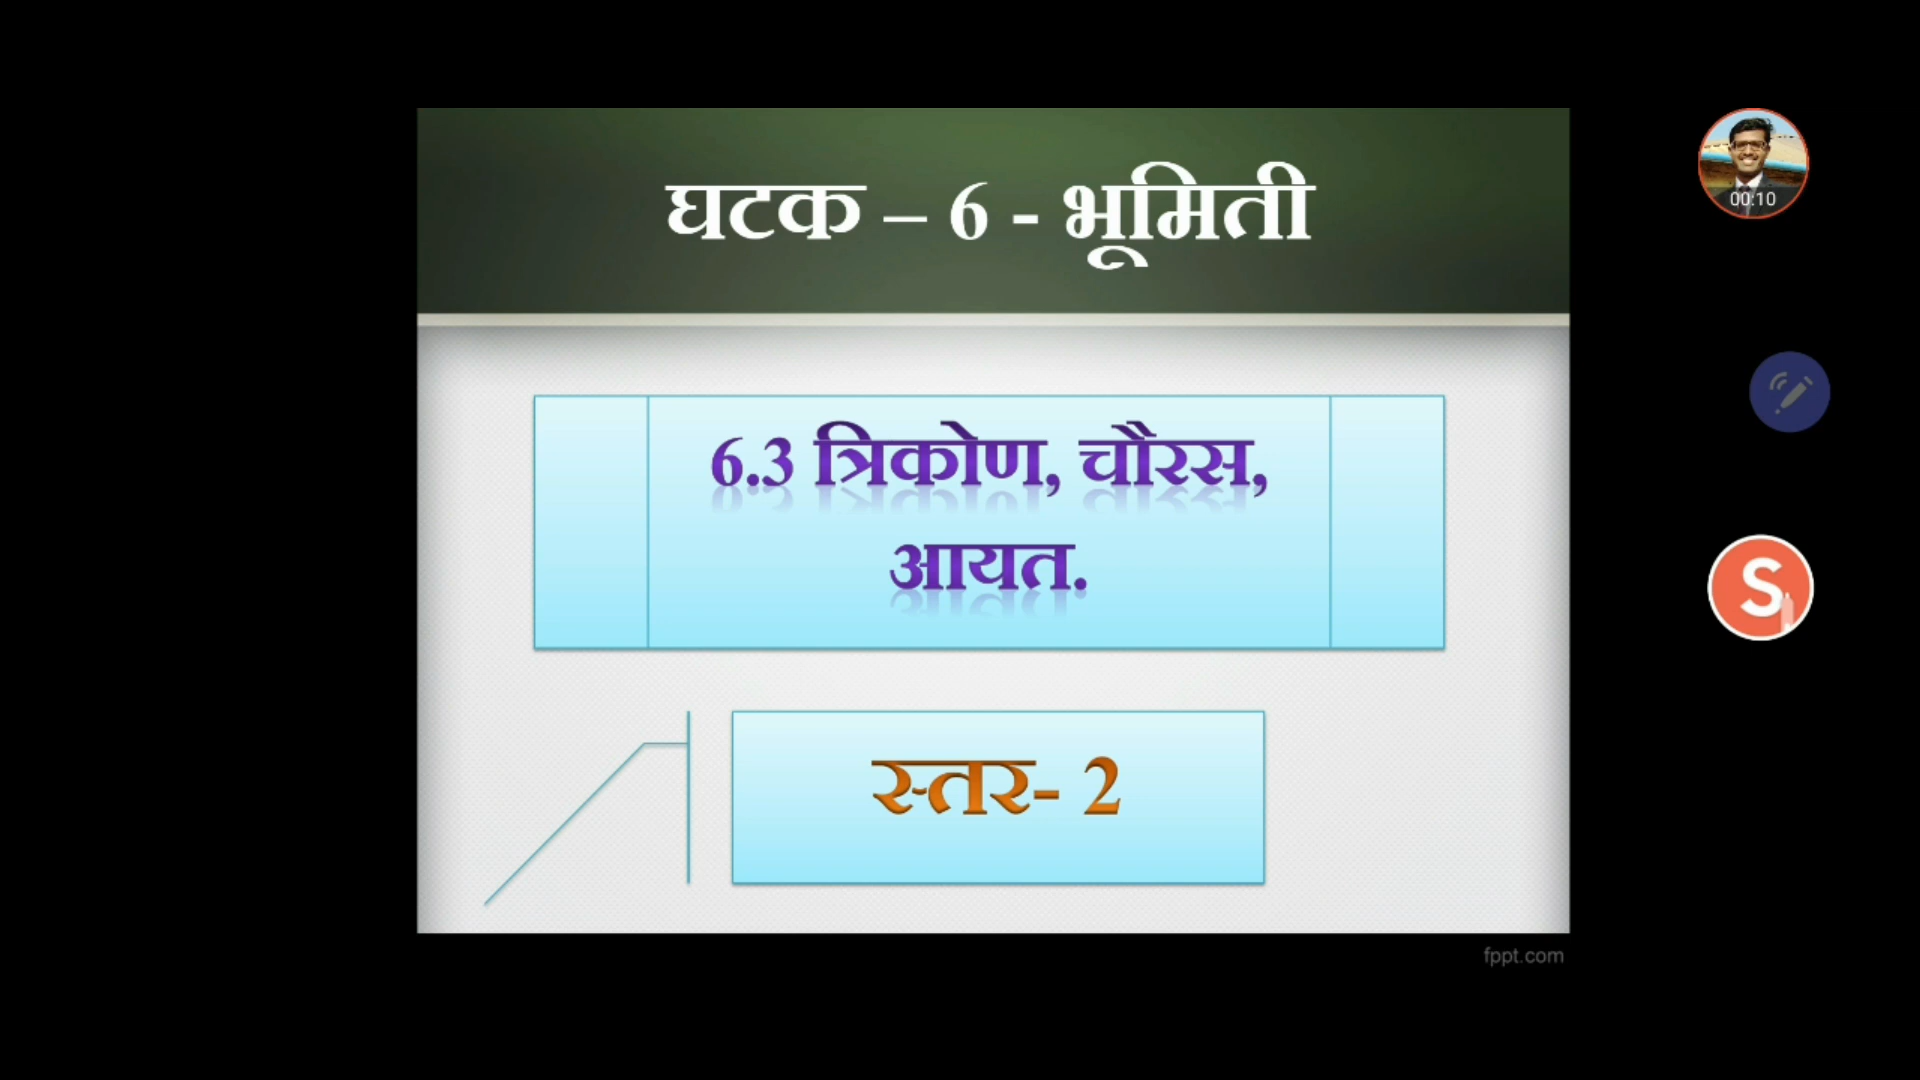 घटक – 6 - भूमिती
00:10
6.3 त्रिकोण, चौरस,
आयत.
S
स्तर- 2
fppt.com